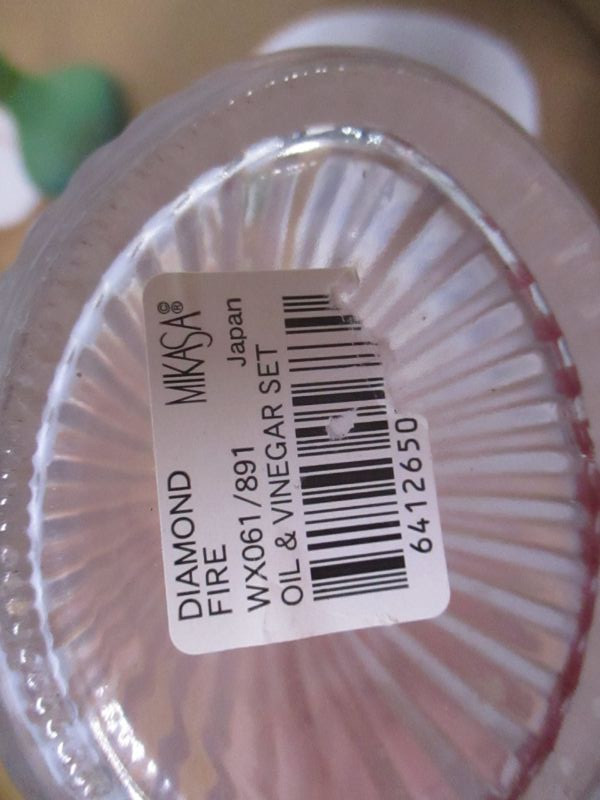 DIAMOND MIKASA©®
FIRE
WX061/891 Japan
OIL & VINEGAR SET
6412650